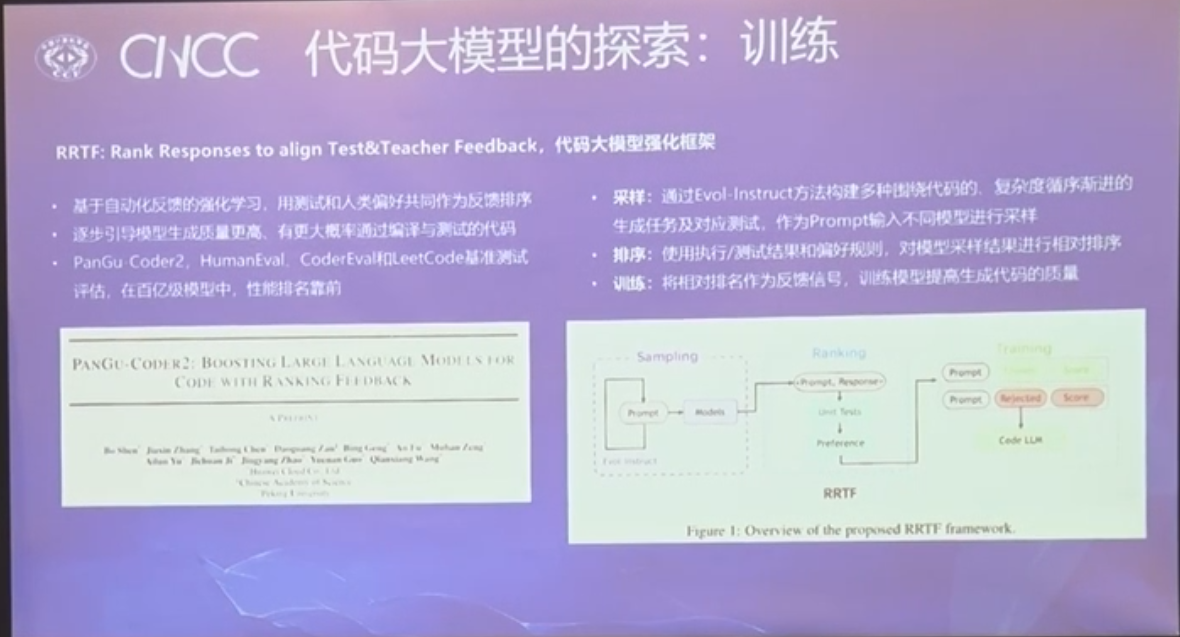 CNCC 代码大模型的探索：训练
RRTF: Rank Responses to align Test&Teacher Feedback，代码大模型强化框架
• 基于自动化反馈的强化学习，用测试和人类偏好共同作为反馈排序
• 逐步引导模型生成质量更高、有更大概率通过编译与测试的代码
• PanGu-Coder2，HumanEval、CoderEval和LeetCode基准测试
评估，在百亿级模型中，性能排名靠前
• 采样：通过Evol-Instruct方法构建多种围绕代码的、复杂度循序渐进的
生成任务及对应测试，作为Prompt输入不同模型进行采样
• 排序：使用执行/测试结果和偏好规则，对模型采样结果进行相对排序
• 训练：将相对排名作为反馈信号，训练模型提高生成代码的质量
PANGU-CODER2: BOOSTING LARGE LANGUAGE MODELS FOR
CODE WITH RANKING FEEDBACK
A PREPRINT
Bo Shen Jiaxin Zhang Taihong Chen Daoguang Zan Bing Geng An Fu Muhan Zeng
Ailun Yu Jichuan Ji Jingyang Zhao Yuenan Guo Qianxiang Wang
Huawei Cloud Co., Ltd.
Chinese Academy of Science
Peking University
Sampling
Prompt
Models
Evol-Instruct
Ranking
Prompt, Response
Unit Tests
Preference
Training
Prompt
Score
Prompt
Rejected
Score
Code LLM
RRTF
Figure 1: Overview of the proposed RRTF framework.